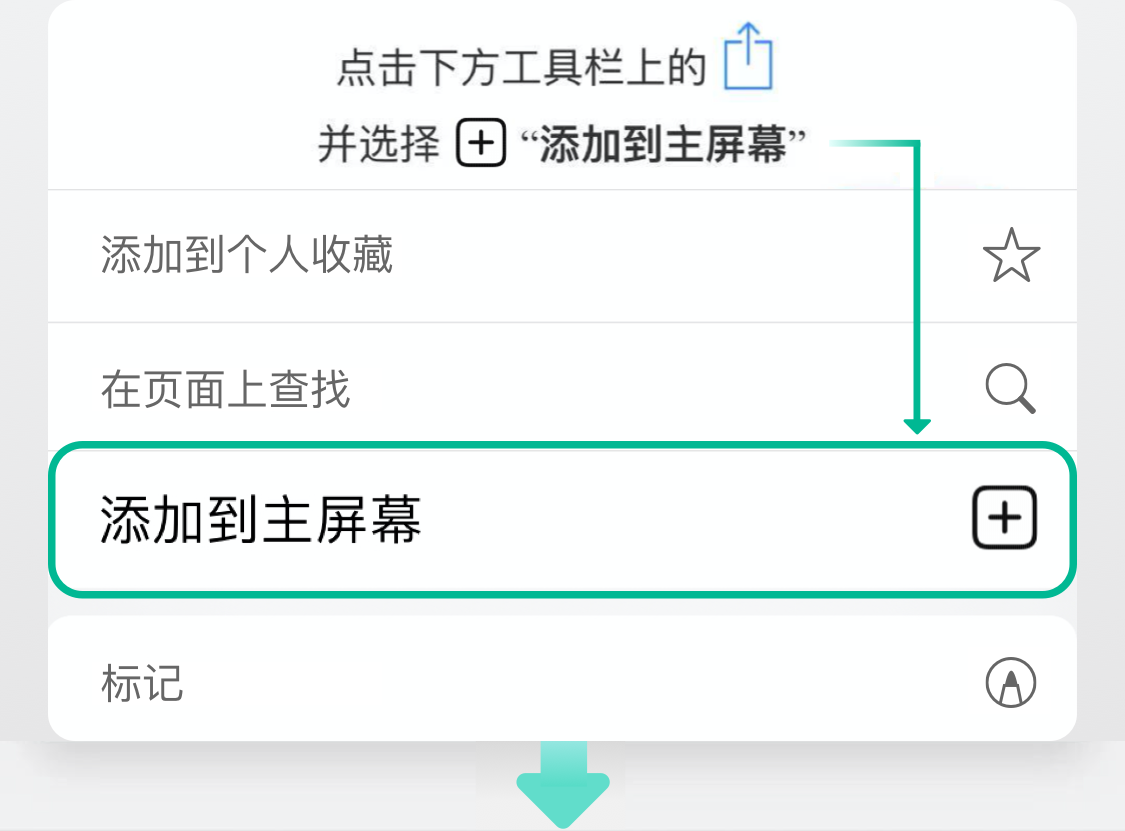 点击下方工具栏上的
并选择 “添加到主屏幕”
添加到个人收藏
在页面上查找
添加到主屏幕
标记